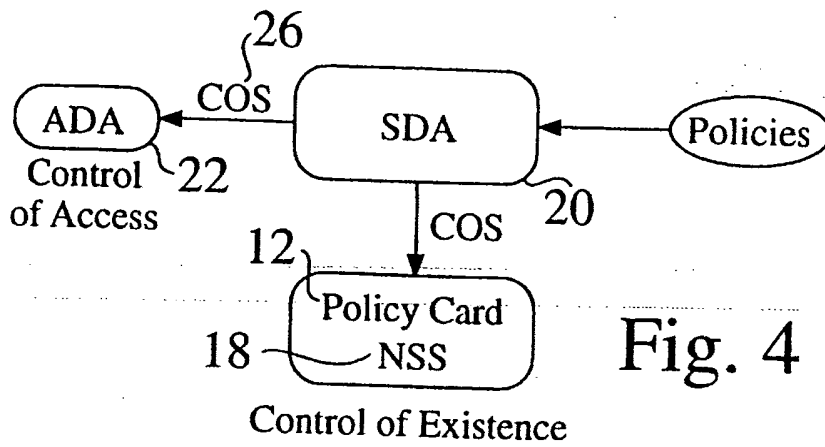 26
COS
ADA
SDA
Policies
22
Control
of Access
20
COS
12
Policy Card
18
NSS
Fig. 4
Control of Existence